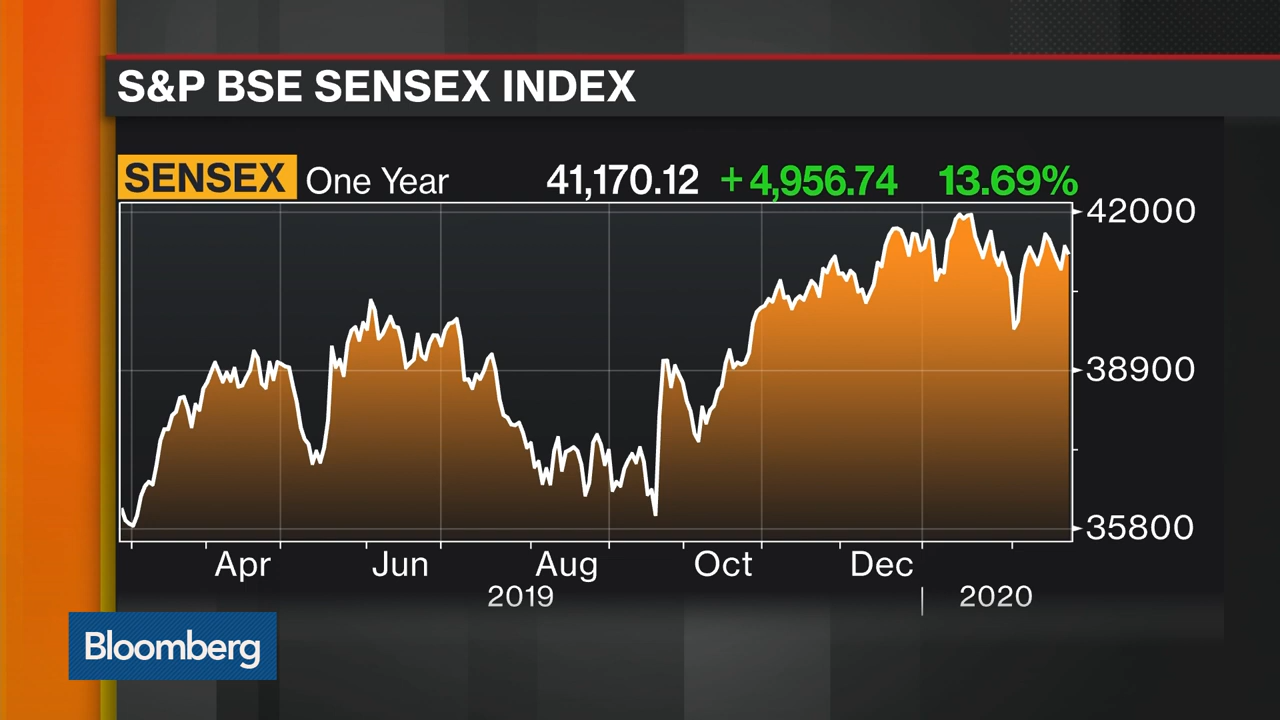 S&P BSE SENSEX INDEX
SENSEX One Year 41,170.12 +4,956.74 13.69%
42000
38900
35800
Apr Jun Aug Oct Dec
2019 2020
Bloomberg